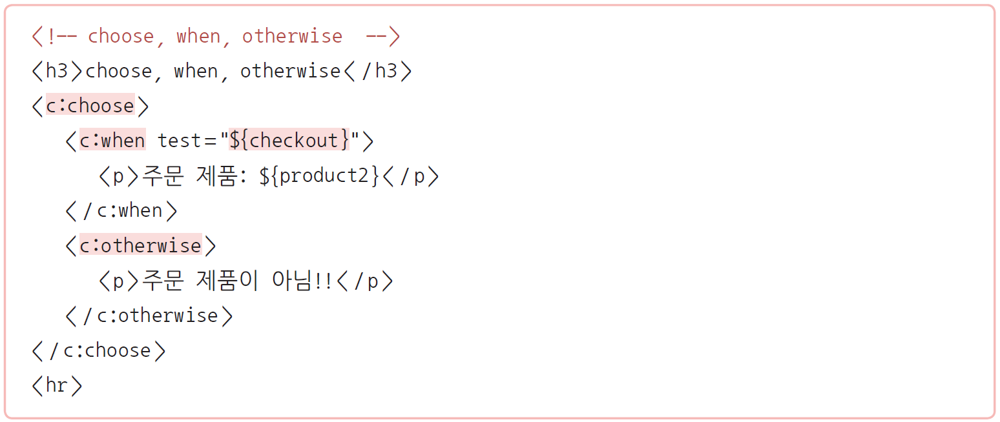 <!-- choose, when, otherwise  -->
<h3>choose, when, otherwise</h3>
<c:choose>
   <c:when test="${checkout}">
      <p>주문 제품: ${product2}</p>
   </c:when>
   <c:otherwise>
      <p>주문 제품이 아님!!</p>
   </c:otherwise>
</c:choose>
<hr>